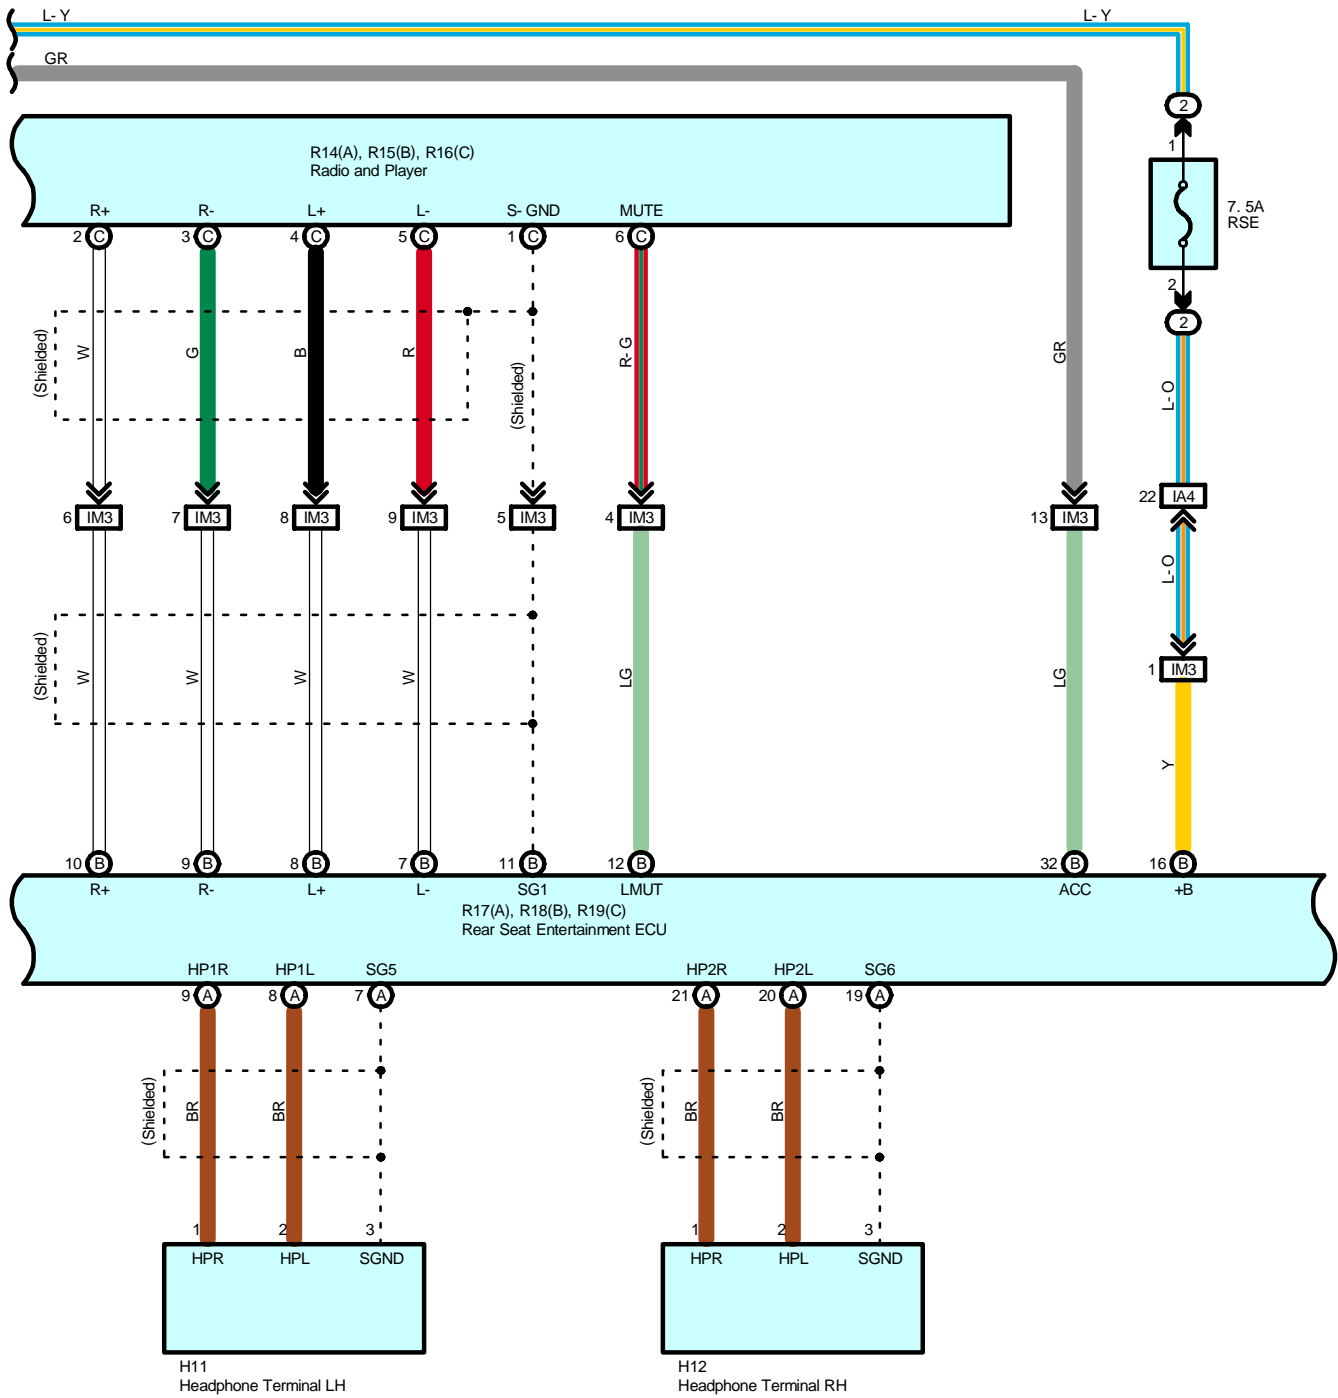 L- Y
L- Y
GR
2
1
R14(A), R15(B), R16(C)
Radio and Player
R+ R- L+ L- S- GND MUTE
7. 5A
RSE
2 C 3 C 4 C 5 C 1 C 6 C
2
2
(Shielded)
W
G
B
R
(Shielded)
R- G
GR
L- O
6 IM3 7 IM3 8 IM3 9 IM3 5 IM3 4 IM3 13 IM3
22 IA4
L- O
(Shielded)
W
W
W
W
LG
LG
1 IM3
Y
10 B 9 B 8 B 7 B 11 B 12 B 32 B 16 B
R+ R- L+ L- SG1 LMUT ACC +B
R17(A), R18(B), R19(C)
Rear Seat Entertainment ECU
HP1R HP1L SG5 HP2R HP2L SG6
9 A 8 A 7 A 21 A 20 A 19 A
(Shielded)
BR
BR
(Shielded)
BR
BR
1 2 3 1 2 3
HPR HPL SGND HPR HPL SGND
H11
Headphone Terminal LH
H12
Headphone Terminal RH